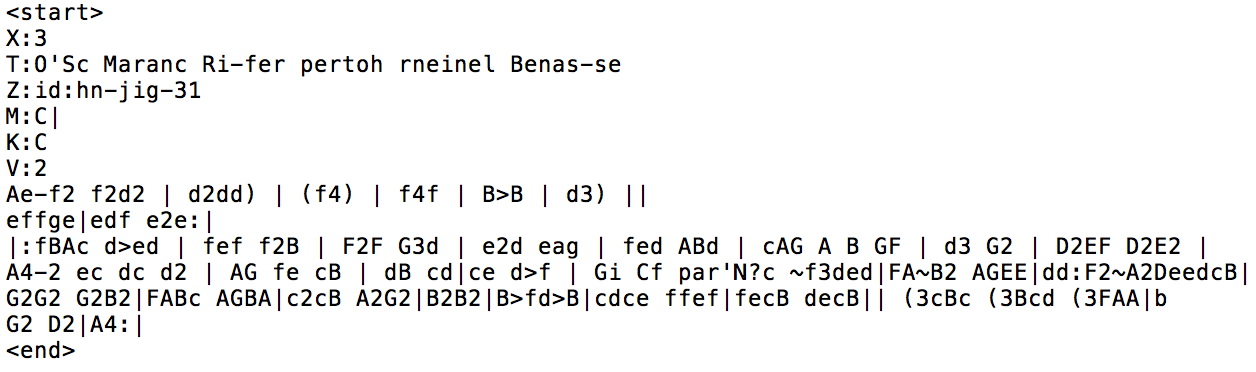 <start>
X:3
T:O'Sc Maranc Ri-fer pertoh rneinel Benas-se
Z:id:hn-jig-31
M:C|
K:C
V:2
Ae-f2 f2d2 | d2dd) | (f4) | f4f | B>B | d3) ||
effge|edf e2e:|
|:fBAc d>ed | fef f2B | F2F G3d | e2d eag | fed ABd | cAG A B GF | d3 G2 | D2EF D2E2 |
A4-2 ec dc d2 | AG fe cB | dB cd|ce d>f | Gi Cf par'N?c ~f3ded|FA~B2 AGEE|dd:F2~A2DeedcB|
G2G2 G2B2|FABc AGBA|c2cB A2G2|B2B2|B>fd>B|cdce ffef|fecB decB|| (3cBc (3Bcd (3FAA|b
G2 D2|A4:|
<end>